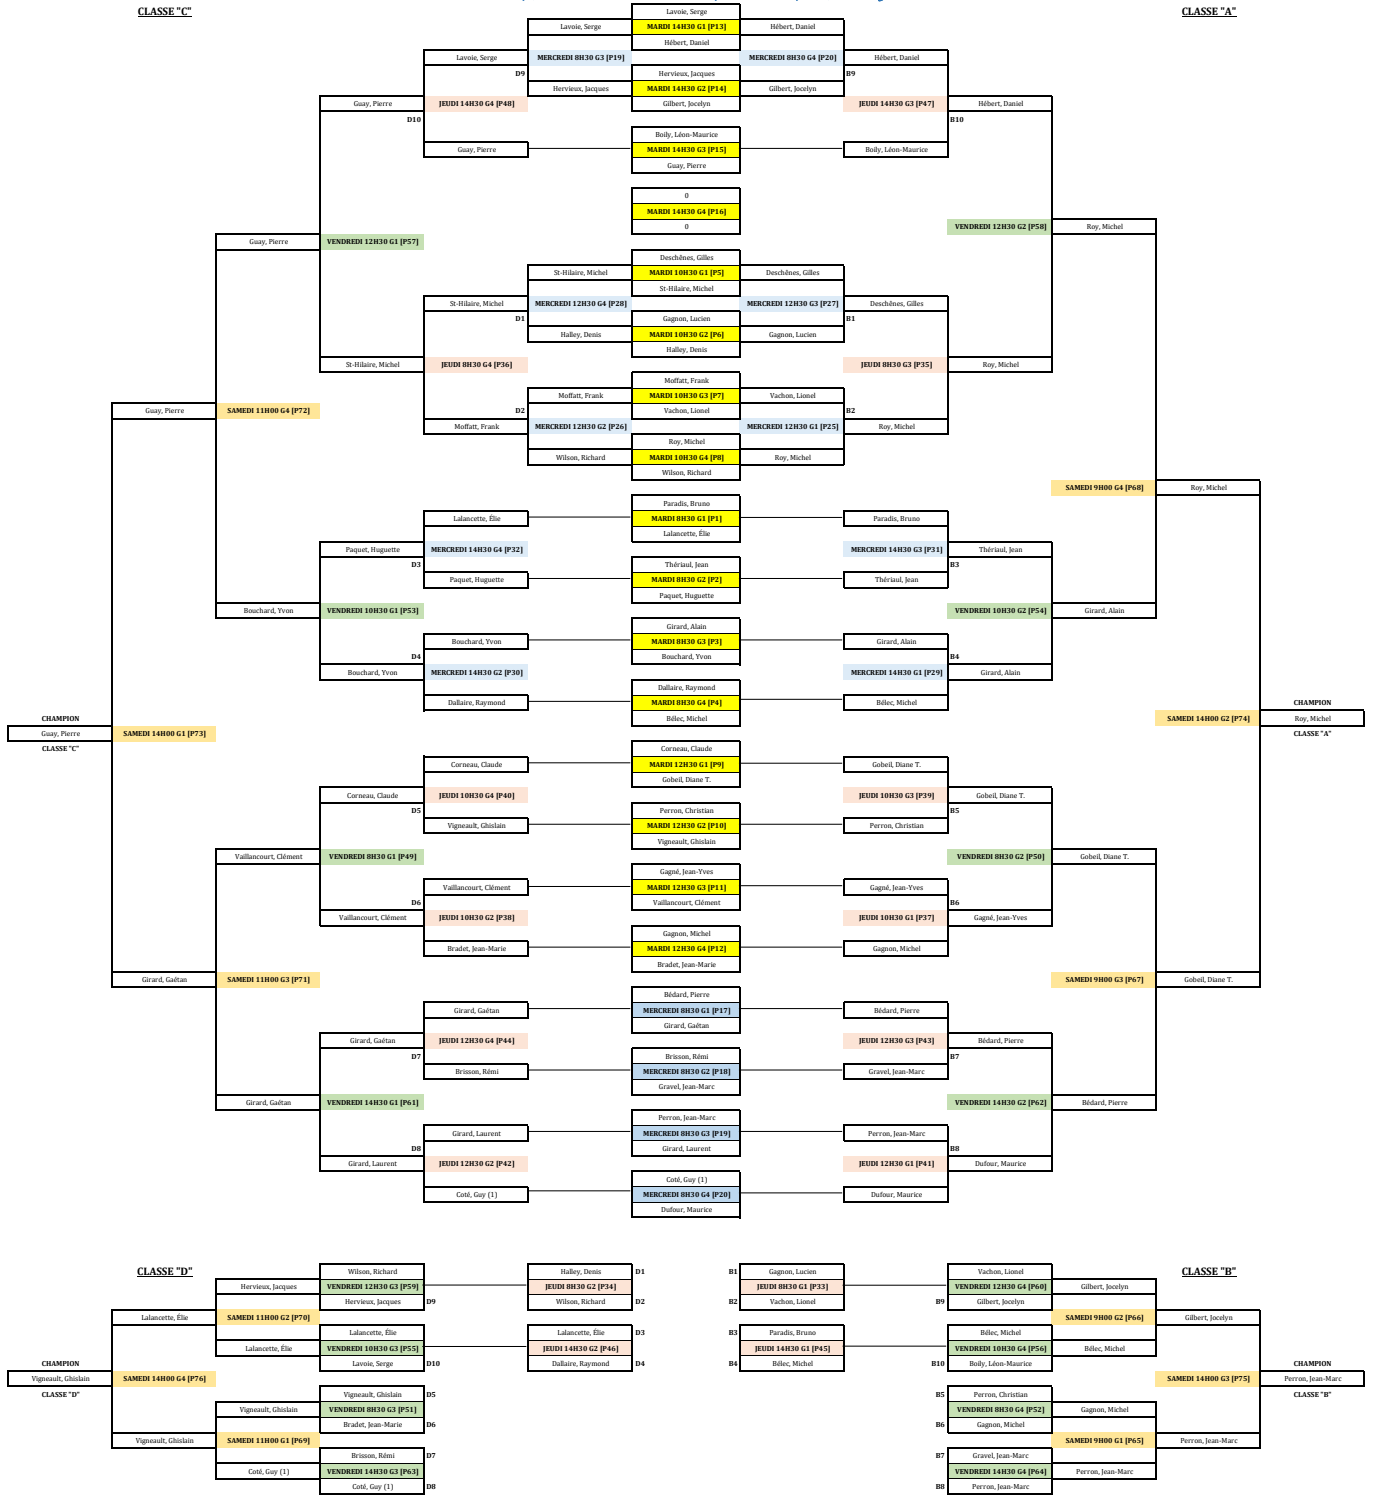 CLASSE "C" Lavoie, Serge CLASSE "A"
Lavoie, Serge MARDI 14H30 G1 [P13] Hébert, Daniel
Hébert, Daniel
Lavoie, Serge MERCREDI 8H30 G3 [P19] MERCREDI 8H30 G4 [P20] Hébert, Daniel
D9 Hervieux, Jacques B9
Hervieux, Jacques MARDI 14H30 G2 [P14] Gilbert, Jocelyn
Guay, Pierre JEUDI 14H30 G4 [P48] Gilbert, Jocelyn JEUDI 14H30 G3 [P47] Hébert, Daniel
D10 B10
Boily, Léon-Maurice
Guay, Pierre MARDI 14H30 G3 [P15] Boily, Léon-Maurice
Guay, Pierre
0
MARDI 14H30 G4 [P16]
0 VENDREDI 12H30 G2 [P58] Roy, Michel
Guay, Pierre VENDREDI 12H30 G1 [P57]
Deschênes, Gilles
St-Hilaire, Michel MARDI 10H30 G1 [P5] Deschênes, Gilles
St-Hilaire, Michel
St-Hilaire, Michel MERCREDI 12H30 G4 [P28] MERCREDI 12H30 G3 [P27] Deschênes, Gilles
D1 Gagnon, Lucien B1
Halley, Denis MARDI 10H30 G2 [P6] Gagnon, Lucien
Halley, Denis
St-Hilaire, Michel JEUDI 8H30 G4 [P36] JEUDI 8H30 G3 [P35] Roy, Michel
Moffatt, Frank
Moffatt, Frank MARDI 10H30 G3 [P7] Vachon, Lionel
Guay, Pierre SAMEDI 11H00 G4 [P72] D2 Vachon, Lionel B2
Moffatt, Frank MERCREDI 12H30 G2 [P26] MERCREDI 12H30 G1 [P25] Roy, Michel
Roy, Michel
Wilson, Richard MARDI 10H30 G4 [P8] Roy, Michel
Wilson, Richard
SAMEDI 9H00 G4 [P68] Roy, Michel
Paradis, Bruno
Lalancette, Élie MARDI 8H30 G1 [P1] Paradis, Bruno
Lalancette, Élie
Paquet, Huguette MERCREDI 14H30 G4 [P32] MERCREDI 14H30 G3 [P31] Thériaul, Jean
D3 Thériaul, Jean B3
Paquet, Huguette MARDI 8H30 G2 [P2] Thériaul, Jean
Paquet, Huguette
Bouchard, Yvon VENDREDI 10H30 G1 [P53] VENDREDI 10H30 G2 [P54] Girard, Alain
Girard, Alain
Bouchard, Yvon MARDI 8H30 G3 [P3] Girard, Alain
D4 Bouchard, Yvon B4
Bouchard, Yvon MERCREDI 14H30 G2 [P30] MERCREDI 14H30 G1 [P29] Girard, Alain
Dallaire, Raymond
Dallaire, Raymond MARDI 8H30 G4 [P4] Bélec, Michel
CHAMPION Bélec, Michel SAMEDI 14H00 G2 [P74] CHAMPION
Roy, Michel
Guay, Pierre SAMEDI 14H00 G1 [P73] CLASSE "A"
CLASSE "C" Corneau, Claude
Corneau, Claude MARDI 12H30 G1 [P9] Gobeil, Diane T.
Gobeil, Diane T.
Corneau, Claude JEUDI 10H30 G4 [P40] JEUDI 10H30 G3 [P39] Gobeil, Diane T.
D5 Perron, Christian B5
Vigneault, Ghislain MARDI 12H30 G2 [P10] Perron, Christian
Vigneault, Ghislain
Vaillancourt, Clément VENDREDI 8H30 G1 [P49] VENDREDI 8H30 G2 [P50] Gobeil, Diane T.
Gagné, Jean-Yves
Vaillancourt, Clément MARDI 12H30 G3 [P11] Gagné, Jean-Yves
D6 Vaillancourt, Clément B6
Vaillancourt, Clément JEUDI 10H30 G2 [P38] JEUDI 10H30 G1 [P37] Gagné, Jean-Yves
Gagnon, Michel
Bradet, Jean-Marie MARDI 12H30 G4 [P12] Gagnon, Michel
Bradet, Jean-Marie
Girard, Gaétan SAMEDI 11H00 G3 [P71] SAMEDI 9H00 G3 [P67] Gobeil, Diane T.
Bédard, Pierre
Girard, Gaétan MERCREDI 8H30 G1 [P17] Bédard, Pierre
Girard, Gaétan
Girard, Gaétan JEUDI 12H30 G4 [P44] JEUDI 12H30 G3 [P43] Bédard, Pierre
D7 Brisson, Rémi B7
Brisson, Rémi MERCREDI 8H30 G2 [P18] Gravel, Jean-Marc
Gravel, Jean-Marc
Girard, Gaétan VENDREDI 14H30 G1 [P61] VENDREDI 14H30 G2 [P62] Bédard, Pierre
Perron, Jean-Marc
Girard, Laurent MERCREDI 8H30 G3 [P19] Perron, Jean-Marc
D8 Girard, Laurent B8
Girard, Laurent JEUDI 12H30 G2 [P42] JEUDI 12H30 G1 [P41] Dufour, Maurice
Coté, Guy (1)
Coté, Guy (1) MERCREDI 8H30 G4 [P20] Dufour, Maurice
Dufour, Maurice
CLASSE "D" Wilson, Richard Halley, Denis D1 B1 Gagnon, Lucien Vachon, Lionel CLASSE "B"
Hervieux, Jacques VENDREDI 12H30 G3 [P59] JEUDI 8H30 G2 [P34] JEUDI 8H30 G1 [P33] VENDREDI 12H30 G4 [P60] Gilbert, Jocelyn
Hervieux, Jacques D9 Wilson, Richard D2 B2 Vachon, Lionel B9 Gilbert, Jocelyn
Lalancette, Élie SAMEDI 11H00 G2 [P70] SAMEDI 9H00 G2 [P66] Gilbert, Jocelyn
Lalancette, Élie Lalancette, Élie D3 B3 Paradis, Bruno Bélec, Michel
Lalancette, Élie VENDREDI 10H30 G3 [P55] JEUDI 14H30 G2 [P46] JEUDI 14H30 G1 [P45] VENDREDI 10H30 G4 [P56] Bélec, Michel
CHAMPION Lavoie, Serge D10 Dallaire, Raymond D4 B4 Bélec, Michel B10 Boily, Léon-Maurice CHAMPION
Vigneault, Ghislain SAMEDI 14H00 G4 [P76] SAMEDI 14H00 G3 [P75] Perron, Jean-Marc
CLASSE "D" Vigneault, Ghislain D5 B5 Perron, Christian CLASSE "B"
Vigneault, Ghislain VENDREDI 8H30 G3 [P51] VENDREDI 8H30 G4 [P52] Gagnon, Michel
Bradet, Jean-Marie D6 B6 Gagnon, Michel
Vigneault, Ghislain SAMEDI 11H00 G1 [P69] SAMEDI 9H00 G1 [P65] Perron, Jean-Marc
Brisson, Rémi D7 B7 Gravel, Jean-Marc
Coté, Guy (1) VENDREDI 14H30 G3 [P63] VENDREDI 14H30 G4 [P64] Perron, Jean-Marc
Coté, Guy (1) D8 B8 Perron, Jean-Marc